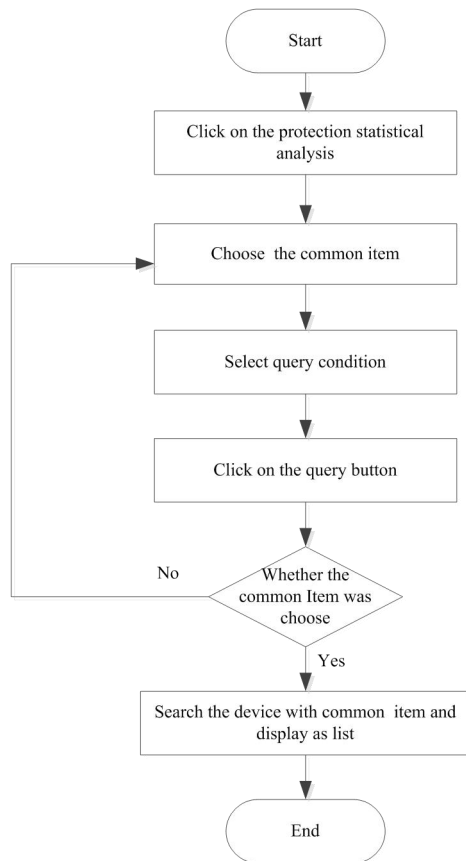 Start
Click on the protection statistical
analysis
Choose the common item
Select query condition
Click on the query button
No
Whether the
common Item was
choose
Yes
Search the device with common item and
display as list
End